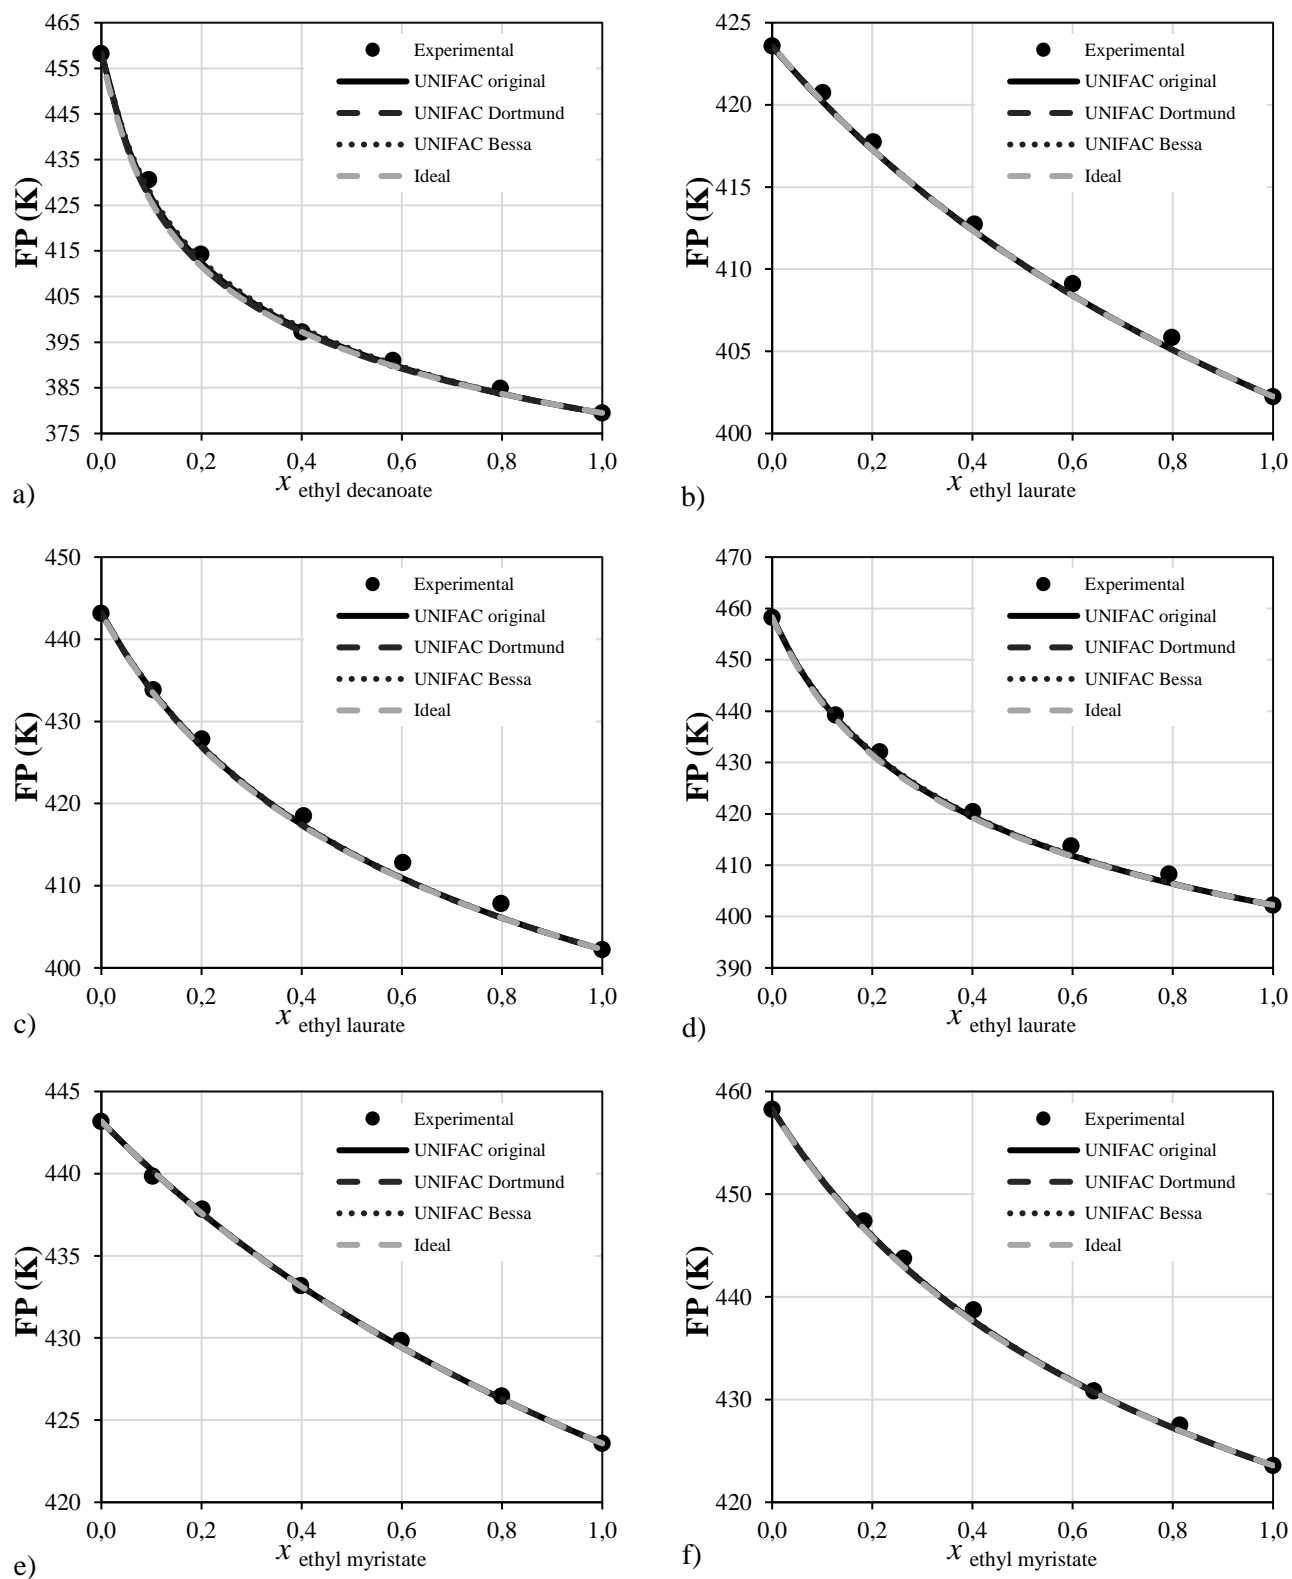 465
455
445
435
425
415
405
395
385
375
FP (K)
Experimental
UNIFAC original
UNIFAC Dortmund
UNIFAC Bessa
Ideal
0,0 0,2 0,4 0,6 0,8 1,0
x ethyl decanoate
a)
425
420
415
410
405
400
FP (K)
Experimental
UNIFAC original
UNIFAC Dortmund
UNIFAC Bessa
Ideal
0,0 0,2 0,4 0,6 0,8 1,0
x ethyl laurate
b)
450
440
430
420
410
400
FP (K)
Experimental
UNIFAC original
UNIFAC Dortmund
UNIFAC Bessa
Ideal
0,0 0,2 0,4 0,6 0,8 1,0
x ethyl laurate
c)
470
460
450
440
430
420
410
400
390
FP (K)
Experimental
UNIFAC original
UNIFAC Dortmund
UNIFAC Bessa
Ideal
0,0 0,2 0,4 0,6 0,8 1,0
x ethyl laurate
d)
445
440
435
430
425
420
FP (K)
Experimental
UNIFAC original
UNIFAC Dortmund
UNIFAC Bessa
Ideal
0,0 0,2 0,4 0,6 0,8 1,0
x ethyl myristate
e)
460
450
440
430
420
FP (K)
Experimental
UNIFAC original
UNIFAC Dortmund
UNIFAC Bessa
Ideal
0,0 0,2 0,4 0,6 0,8 1,0
x ethyl myristate
f)